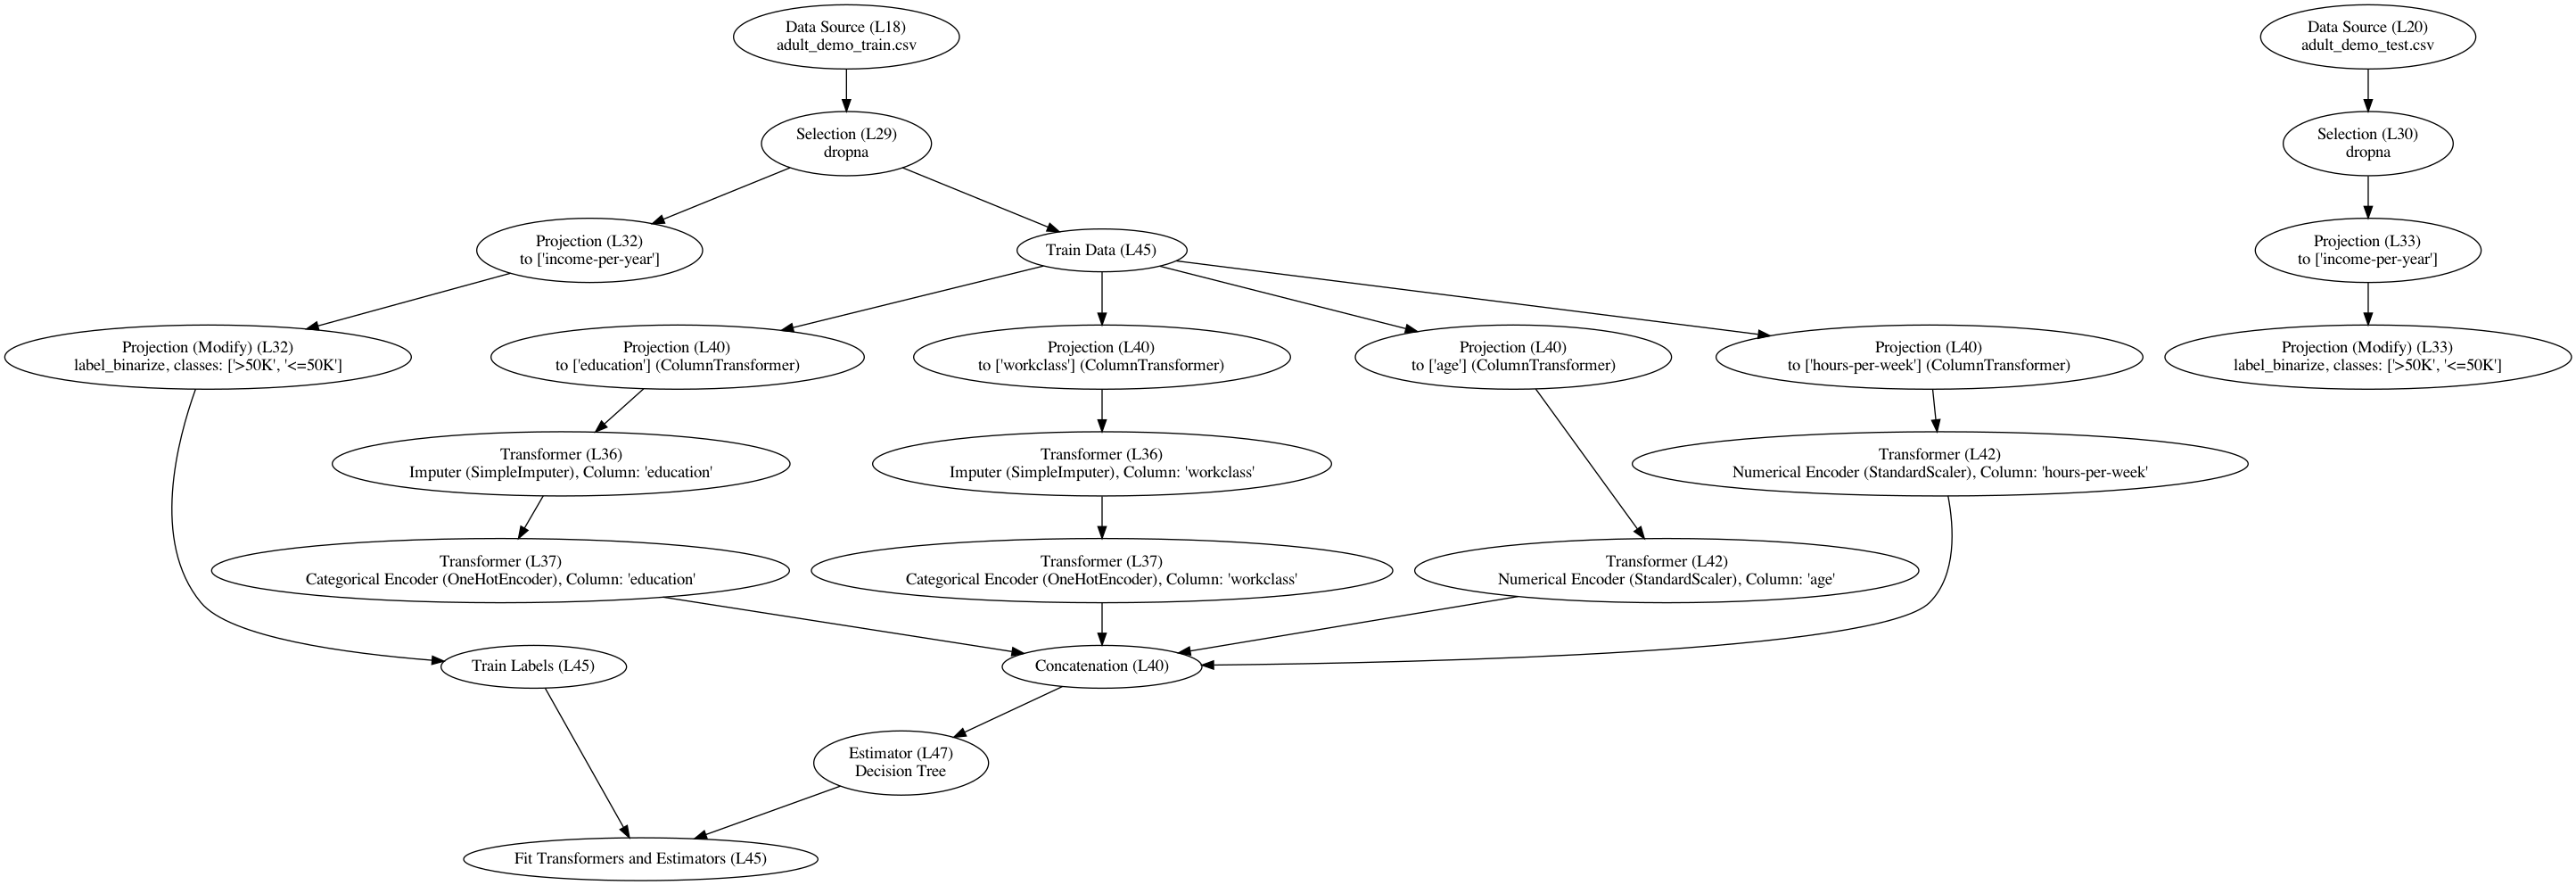 Data Source (L18)
adult_demo_train.csv
Data Source (L20)
adult_demo_test.csv
Selection (L29)
dropna
Selection (L30)
dropna
Projection (L32)
to ['income-per-year']
Train Data (L45)
Projection (L33)
to ['income-per-year']
Projection (Modify) (L32)
label_binarize, classes: ['>50K', '<=50K']
Projection (L40)
to ['education'] (ColumnTransformer)
Projection (L40)
to ['workclass'] (ColumnTransformer)
Projection (L40)
to ['age'] (ColumnTransformer)
Projection (L40)
to ['hours-per-week'] (ColumnTransformer)
Projection (Modify) (L33)
label_binarize, classes: ['>50K', '<=50K']
Transformer (L36)
Imputer (SimpleImputer), Column: 'education'
Transformer (L36)
Imputer (SimpleImputer), Column: 'workclass'
Transformer (L42)
Numerical Encoder (StandardScaler), Column: 'hours-per-week'
Transformer (L37)
Categorical Encoder (OneHotEncoder), Column: 'education'
Transformer (L37)
Categorical Encoder (OneHotEncoder), Column: 'workclass'
Transformer (L42)
Numerical Encoder (StandardScaler), Column: 'age'
Train Labels (L45)
Concatenation (L40)
Estimator (L47)
Decision Tree
Fit Transformers and Estimators (L45)